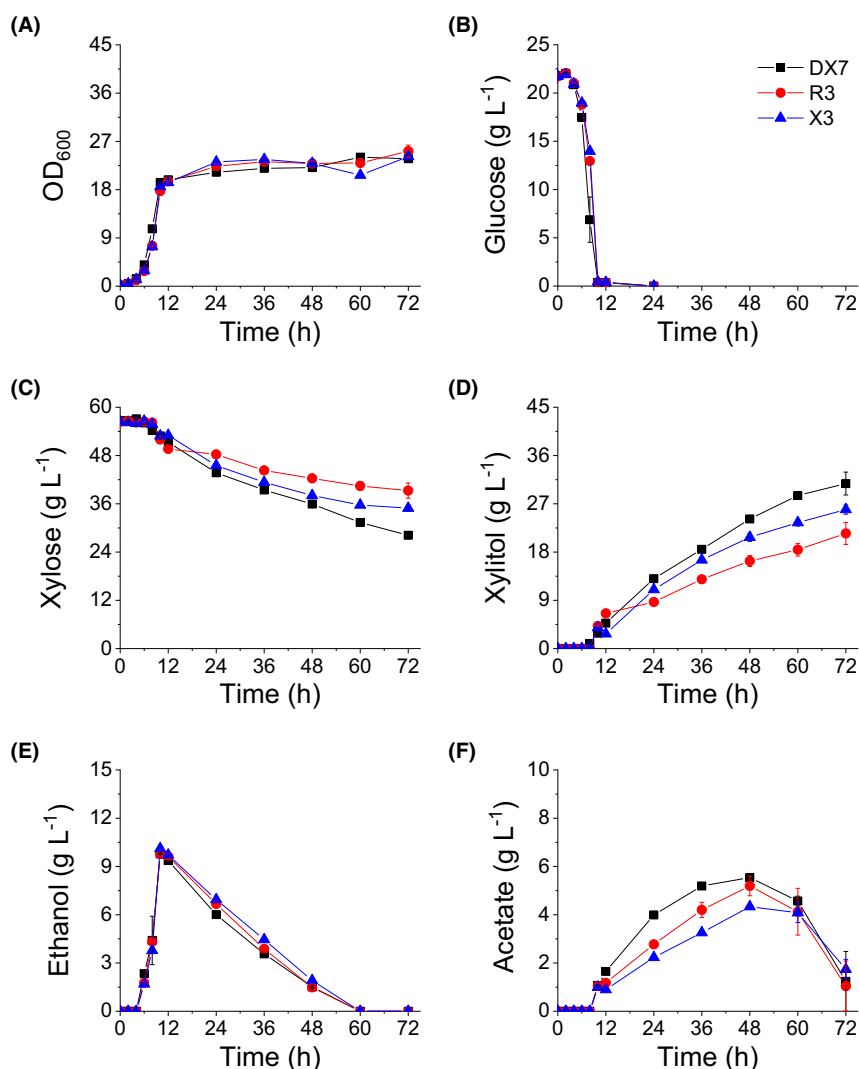 (A)
OD600
45
36
27
18
9
0
0 12 24 36 48 60 72
Time (h)
(B)
Glucose (g L-1)
25
22
20
15
10
5
0
0 12 24 36 48 60 72
Time (h)
DX7
R3
X3
(C)
Xylose (g L-1)
60
48
36
24
12
0
0 12 24 36 48 60 72
Time (h)
(D)
Xylitol (g L-1)
45
36
27
18
9
0
0 12 24 36 48 60 72
Time (h)
(E)
Ethanol (g L-1)
15
12
9
6
3
0
0 12 24 36 48 60 72
Time (h)
(F)
Acetate (g L-1)
10
8
6
4
2
0
0 12 24 36 48 60 72
Time (h)